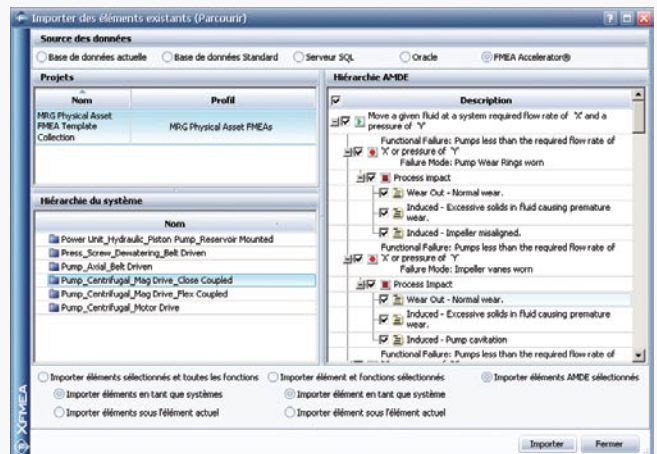 Importer des éléments existants (Parcourir)
Source des données
Base de données actuelle
Base de données Standard
Serveur SQL
Oracle
FMEA Accelerator®
Projets
Nom
Profil
MRG Physical Asset
FMEA Template
Collection
MRG Physical Asset FMEAs
Hiérarchie du système
Nom
Power Unit_Hydraulic_Piston Pump_Reservoir Mounted
Press_Screw_Dewatering_Belt Driven
Pump_Axial_Belt Driven
Pump_Centrifugal_Mag Drive_Close Coupled
Pump_Centrifugal_Mag Drive_Flex Coupled
Pump_Centrifugal_Motor Drive
Hiérarchie AMDE
Description
Move a given fluid at a system required flow rate of 'X' and a
pressure of 'Y'
Functional Failure: Pumps less than the required flow rate of
'X' or pressure of 'Y'
Failure Mode: Pump Wear Rings worn
Process impact
Wear Out - Normal wear.
Induced - Excessive solids in fluid causing premature
wear.
Induced - Impeller misaligned.
Functional Failure: Pumps less than the required flow rate of
'X' or pressure of 'Y'
Failure Mode: Impeller vanes worn
Process Impact
Wear Out - Normal wear.
Induced - Excessive solids in fluid causing premature
wear.
Induced - Pump cavitation
Functional Failure: Pumps less than the required flow rate of
Importer éléments sélectionnés et toutes les fonctions
Importer élément et fonctions sélectionnés
Importer éléments AMDE sélectionnés
Importer éléments en tant que systèmes
Importer élément en tant que système
Importer éléments sous l'élément actuel
Importer élément sous l'élément actuel
XFMEA
Importer
Fermer